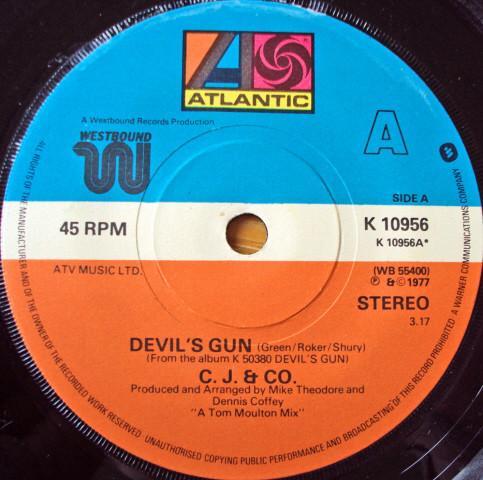 ATLANTIC
A Westbound Records Production
WESTBOUND
W
A
SIDE A
45 RPM
K 10956
K 10956A*
ATV MUSIC LTD.
(WB 55400)
℗ & © 1977
STEREO
3.17
DEVIL'S GUN (Green/Roker/Shury)
(From the album K 50380 DEVIL'S GUN)
C. J. & CO.
Produced and Arranged by Mike Theodore and
Dennis Coffey
"A Tom Moulton Mix"
ALL RIGHTS OF THE MANUFACTURER AND OF THE OWNER OF THE RECORDED WORK RESERVED. UNAUTHORISED COPYING PUBLIC PERFORMANCE AND BROADCASTING OF THIS RECORD PROHIBITED. A WARNER COMMUNICATIONS COMPANY